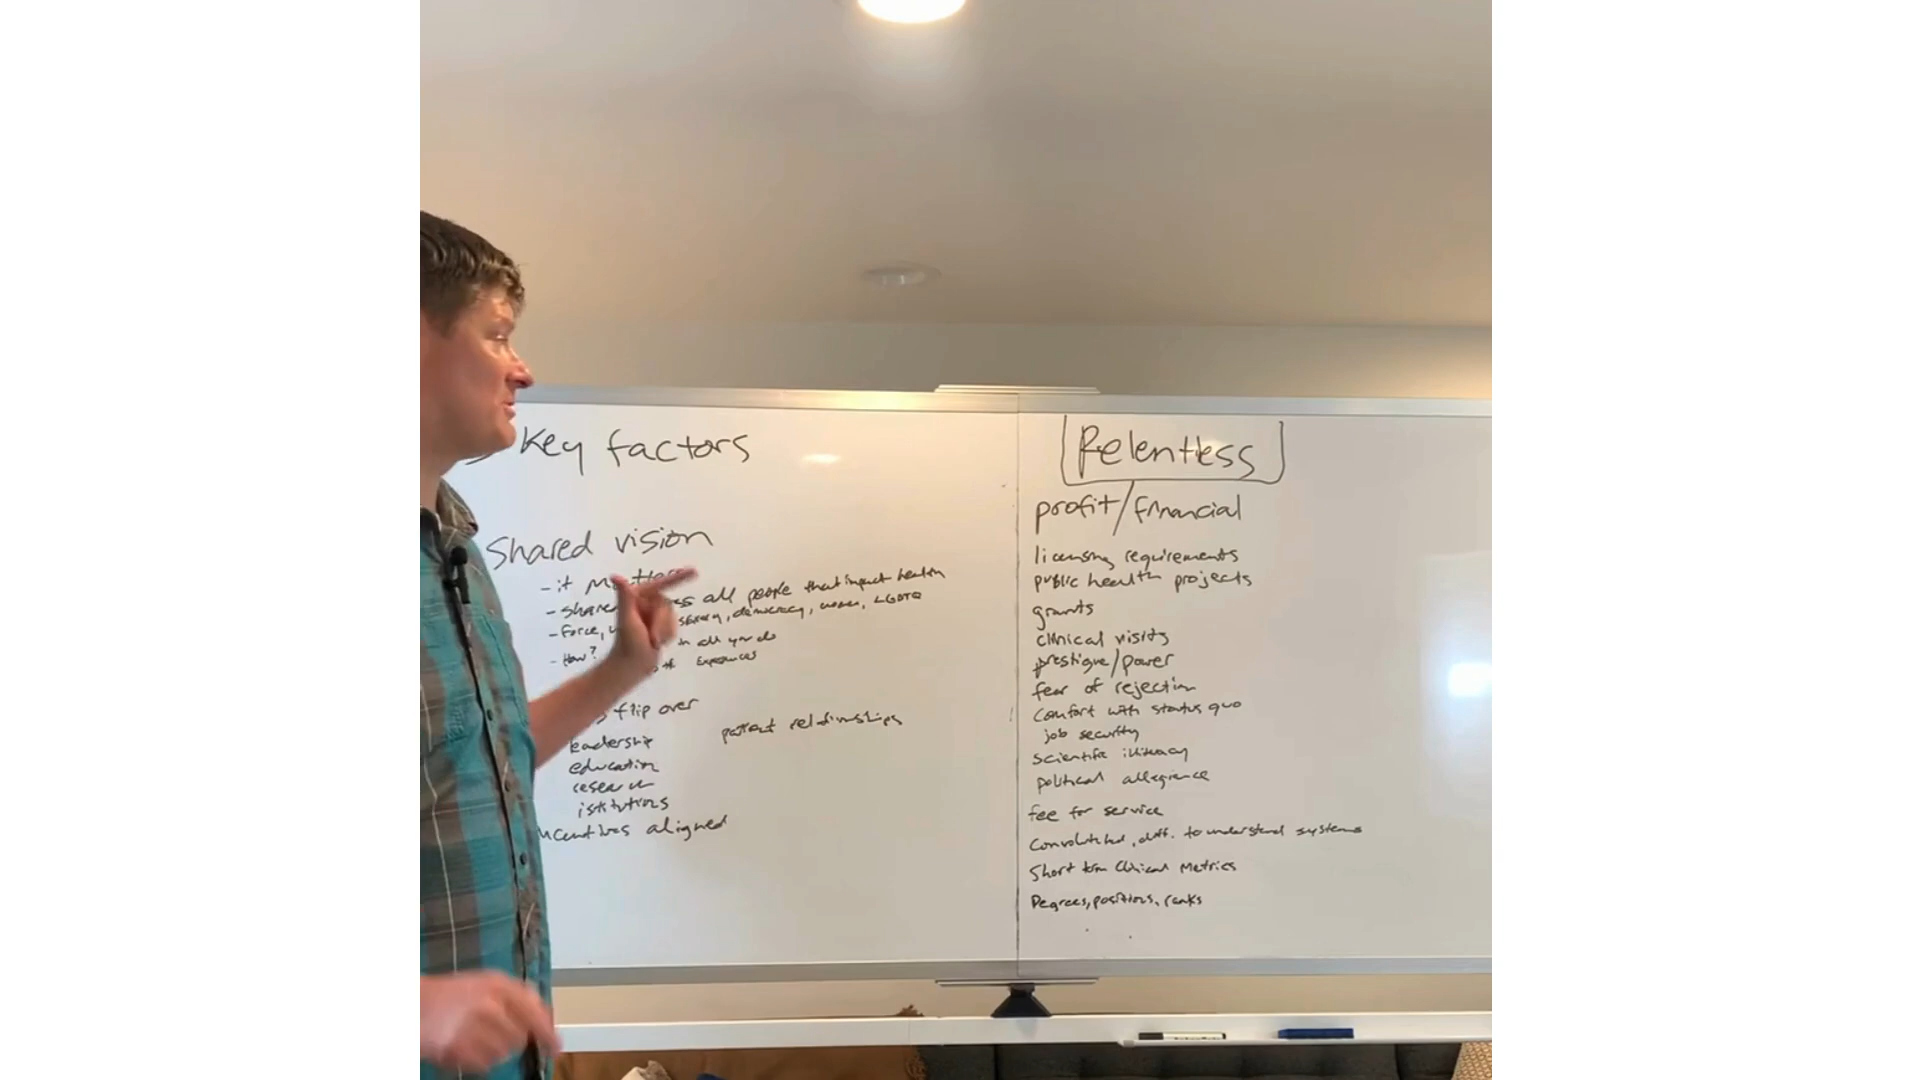 Key factors
Shared vision
- it matters
- share all people that impact health
- Force, democracy, women, LGBTQ
- How? in all you do
Experiences
flip over
patient relationships
leadership
education
research
istitutions
incentives aligned
Relentless
profit/financial
licensing requirements
public health projects
grants
clinical visits
prestigue/power
fear of rejection
Comfort with status quo
job security
Scientific illiteracy
political allegiance
fee for service
Convoluted, diff. to understand systems
Short term Clinical Metrics
Degrees, positions, ranks